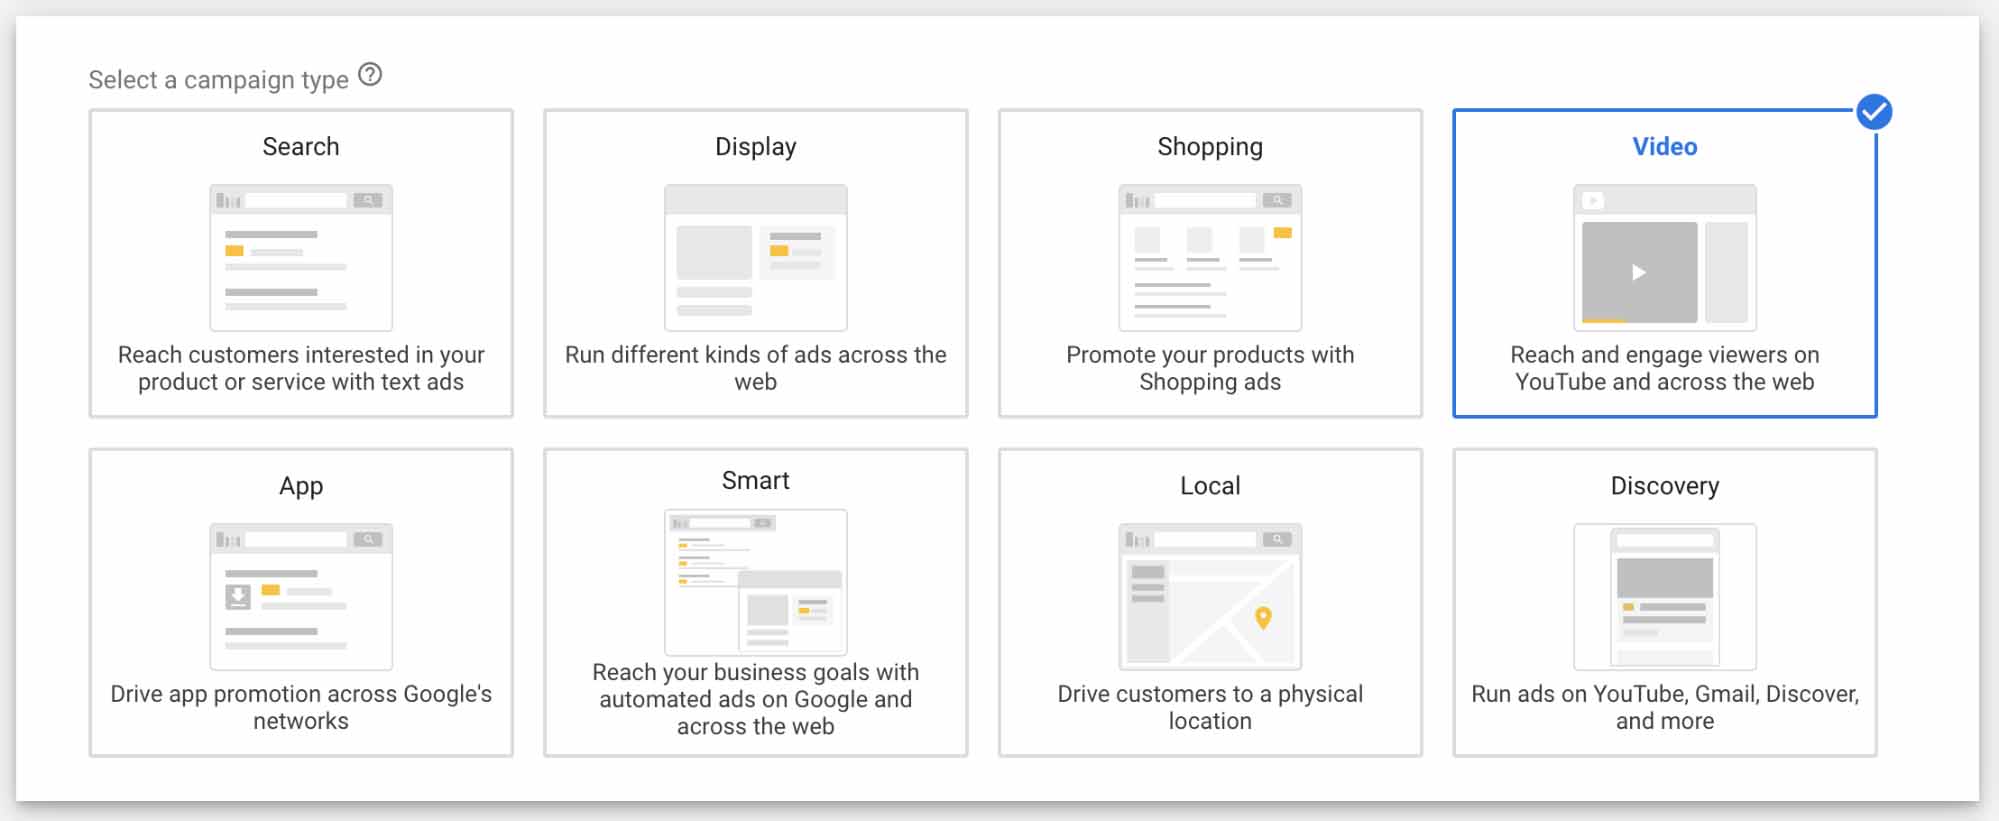 Select a campaign type
Search
Reach customers interested in your
product or service with text ads
Display
Run different kinds of ads across the
web
Shopping
Promote your products with
Shopping ads
Video
Reach and engage viewers on
YouTube and across the web
App
Drive app promotion across Google's
networks
Smart
Reach your business goals with
automated ads on Google and
across the web
Local
Drive customers to a physical
location
Discovery
Run ads on YouTube, Gmail, Discover,
and more